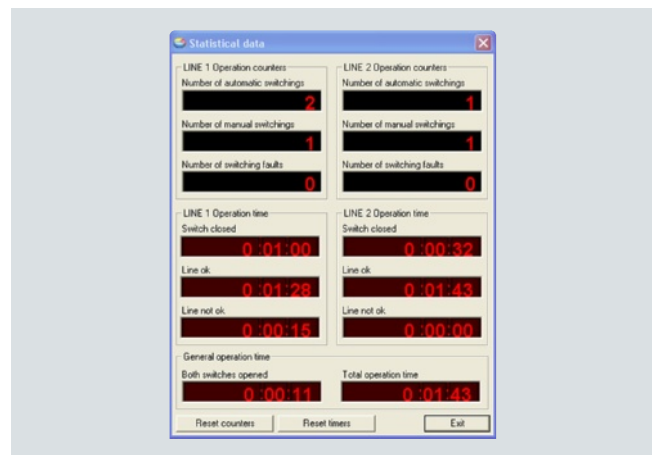 Statistical data
LINE 1 Operation counters
Number of automatic switchings
2
Number of manual switchings
1
Number of switching faults
0
LINE 2 Operation counters
Number of automatic switchings
1
Number of manual switchings
1
Number of switching faults
0
LINE 1 Operation time
Switch closed
0 :01:00
Line ok
0 :01:28
Line not ok
0 :00:15
LINE 2 Operation time
Switch closed
0 :00:32
Line ok
0 :01:43
Line not ok
0 :00:00
General operation time
Both switches opened
0 :00:11
Total operation time
0 :01:43
Reset counters
Reset timers
Exit